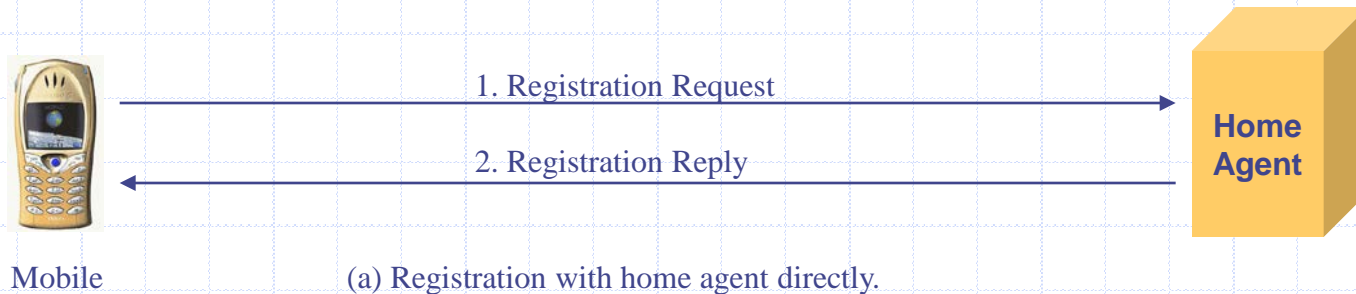 1. Registration Request
2. Registration Reply
Home
Agent
Mobile
(a) Registration with home agent directly.